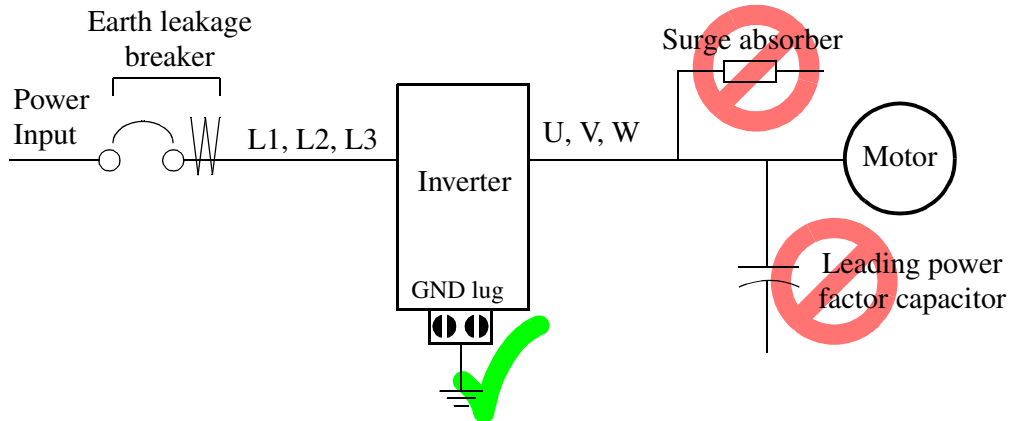 Earth leakage
breaker
Power
Input
L1, L2, L3
Inverter
GND lug
U, V, W
Surge absorber
Motor
Leading power
factor capacitor